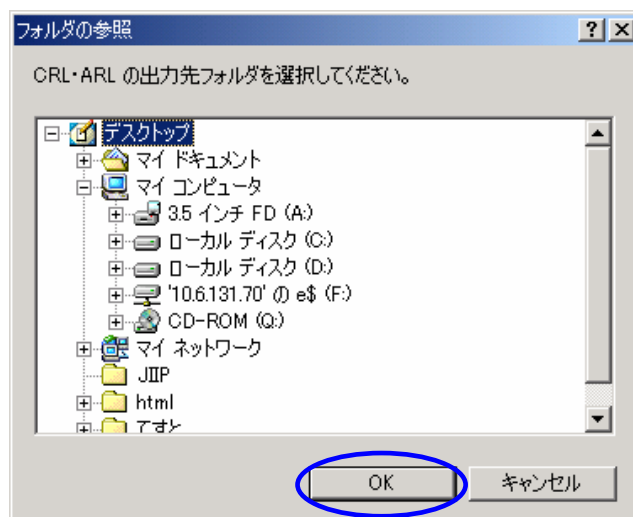 フォルダの参照
CRL・ARL の出力先フォルダを選択してください。
デスクトップ
マイ ドキュメント
マイ コンピュータ
3.5 インチ FD (A:)
ローカル ディスク (C:)
ローカル ディスク (D:)
'10.6.131.70' の e$ (F:)
CD-ROM (Q:)
マイ ネットワーク
JIIP
html
てすと
OK キャンセル